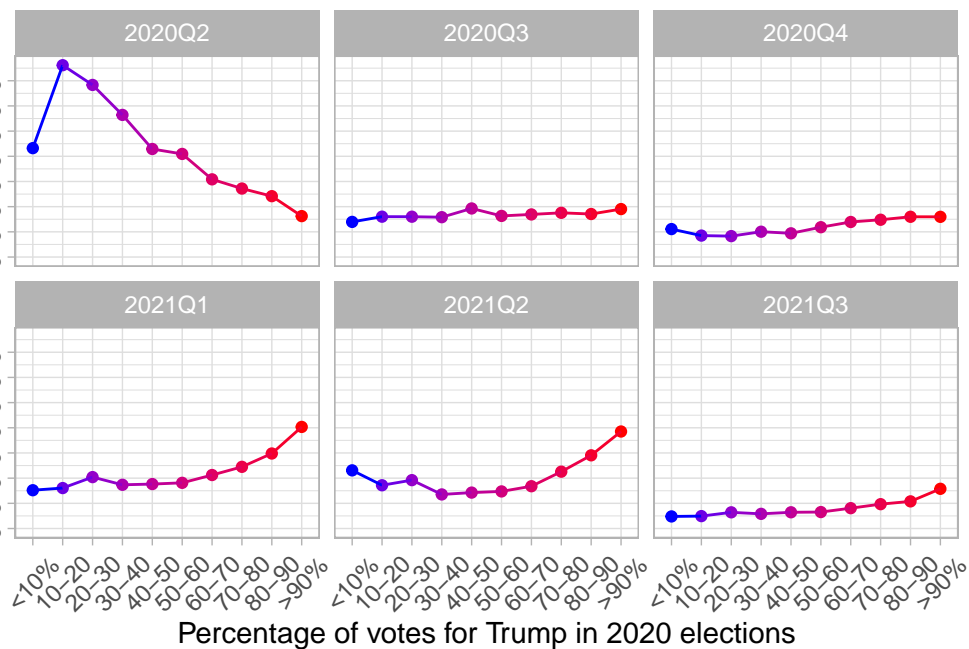 2020Q2 2020Q3 2020Q4
2021Q1 2021Q2 2021Q3
<10% 10–20 20–30 30–40 40–50 50–60 60–70 70–80 80–90 >90% <10% 10–20 20–30 30–40 40–50 50–60 60–70 70–80 80–90 >90% <10% 10–20 20–30 30–40 40–50 50–60 60–70 70–80 80–90 >90%
Percentage of votes for Trump in 2020 elections